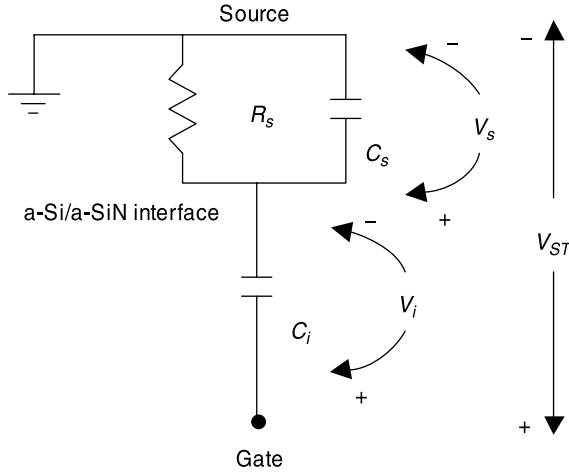 Source
−
−
R_s
V_s
C_s
a-Si/a-SiN interface
−
+
V_ST
V_i
C_i
+
+
Gate